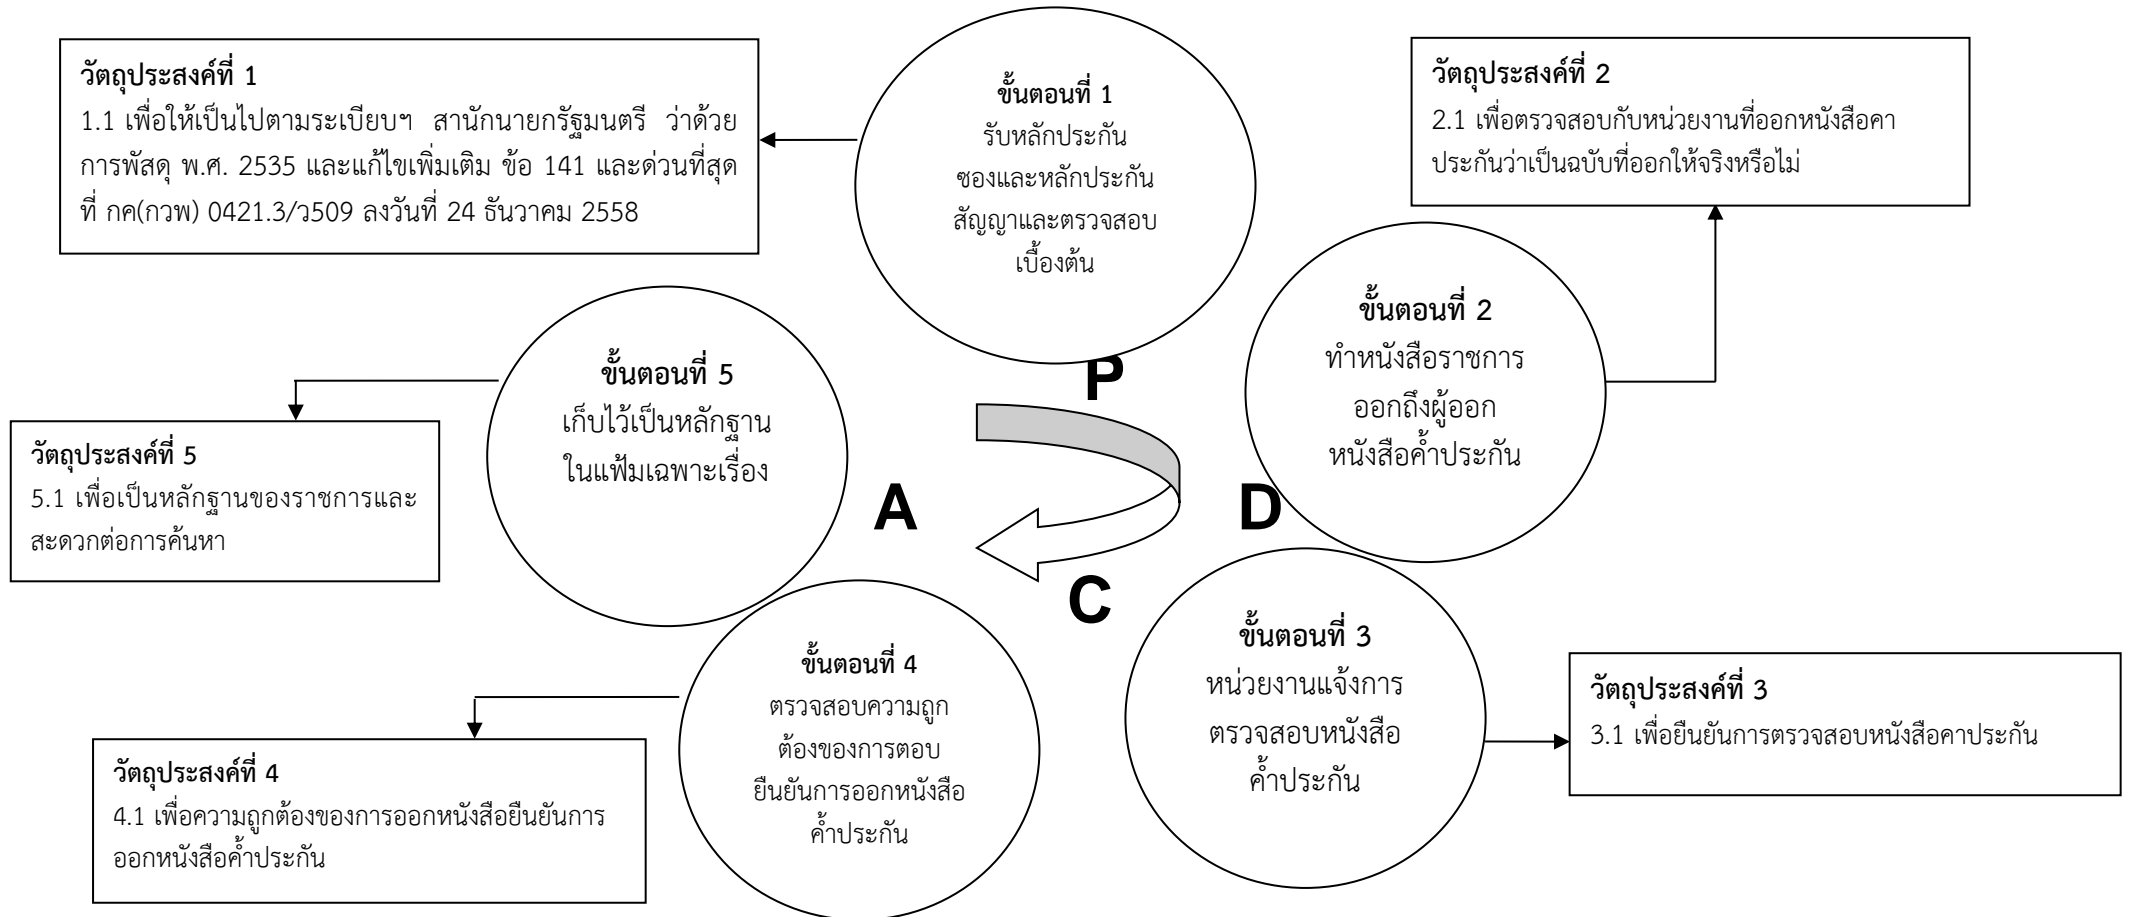 วัตถุประสงค์ที่ 1
1.1 เพื่อให้เป็นไปตามระเบียบฯ สานักนายกรัฐมนตรี ว่าด้วย
การพัสดุ พ.ศ. 2535 และแก้ไขเพิ่มเติม ข้อ 141 และด่วนที่สุด
ที่ กค(กวพ) 0421.3/ว509 ลงวันที่ 24 ธันวาคม 2558
ขั้นตอนที่ 1
รับหลักประกัน
ซองและหลักประกัน
สัญญาและตรวจสอบ
เบื้องต้น
วัตถุประสงค์ที่ 2
2.1 เพื่อตรวจสอบกับหน่วยงานที่ออกหนังสือคา
ประกันว่าเป็นฉบับที่ออกให้จริงหรือไม่
ขั้นตอนที่ 2
ทำหนังสือราชการ
ออกถึงผู้ออก
หนังสือค้ำประกัน
ขั้นตอนที่ 5
เก็บไว้เป็นหลักฐาน
ในแฟ้มเฉพาะเรื่อง
P
A
D
C
วัตถุประสงค์ที่ 5
5.1 เพื่อเป็นหลักฐานของราชการและ
สะดวกต่อการค้นหา
ขั้นตอนที่ 3
หน่วยงานแจ้งการ
ตรวจสอบหนังสือ
ค้ำประกัน
วัตถุประสงค์ที่ 3
3.1 เพื่อยืนยันการตรวจสอบหนังสือคาประกัน
ขั้นตอนที่ 4
ตรวจสอบความถูก
ต้องของการตอบ
ยืนยันการออกหนังสือ
ค้ำประกัน
วัตถุประสงค์ที่ 4
4.1 เพื่อความถูกต้องของการออกหนังสือยืนยันการ
ออกหนังสือค้ำประกัน